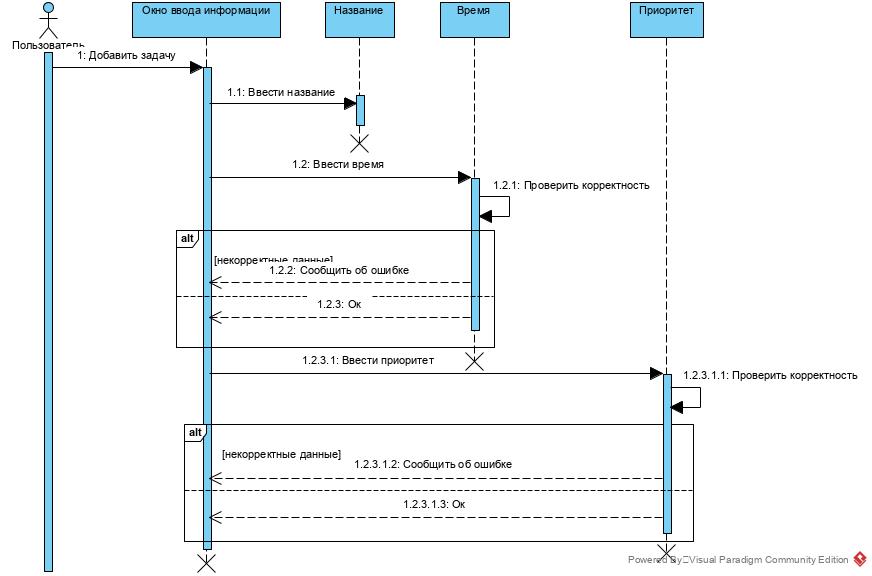 Окно ввода информации
Название
Время
Приоритет
Пользователь
1: Добавить задачу
1.1: Ввести название
1.2: Ввести время
1.2.1: Проверить корректность
alt
[некорректные данные]
1.2.2: Сообщить об ошибке
1.2.3: Ок
1.2.3.1: Ввести приоритет
1.2.3.1.1: Проверить корректность
alt
[некорректные данные]
1.2.3.1.2: Сообщить об ошибке
1.2.3.1.3: Ок
Powered By Visual Paradigm Community Edition